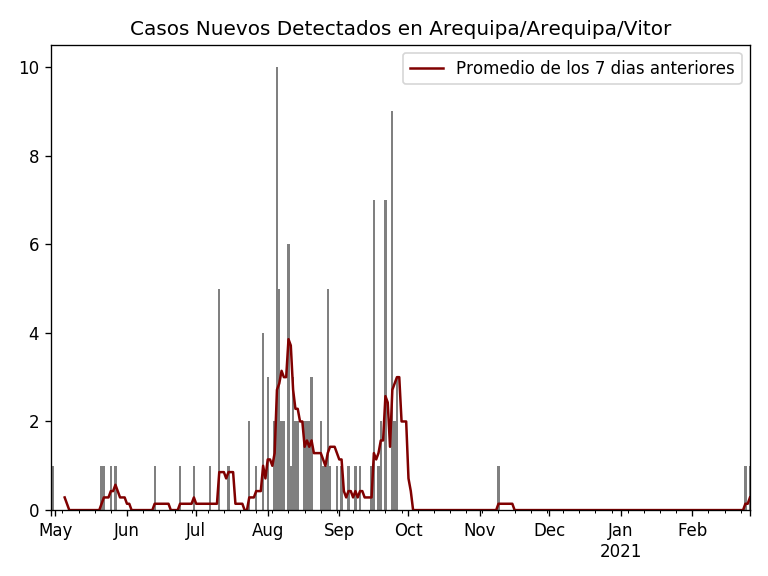 Casos Nuevos Detectados en Arequipa/Arequipa/Vitor
Promedio de los 7 dias anteriores
10
8
6
4
2
0
May Jun Jul Aug Sep Oct Nov Dec Jan Feb
2021